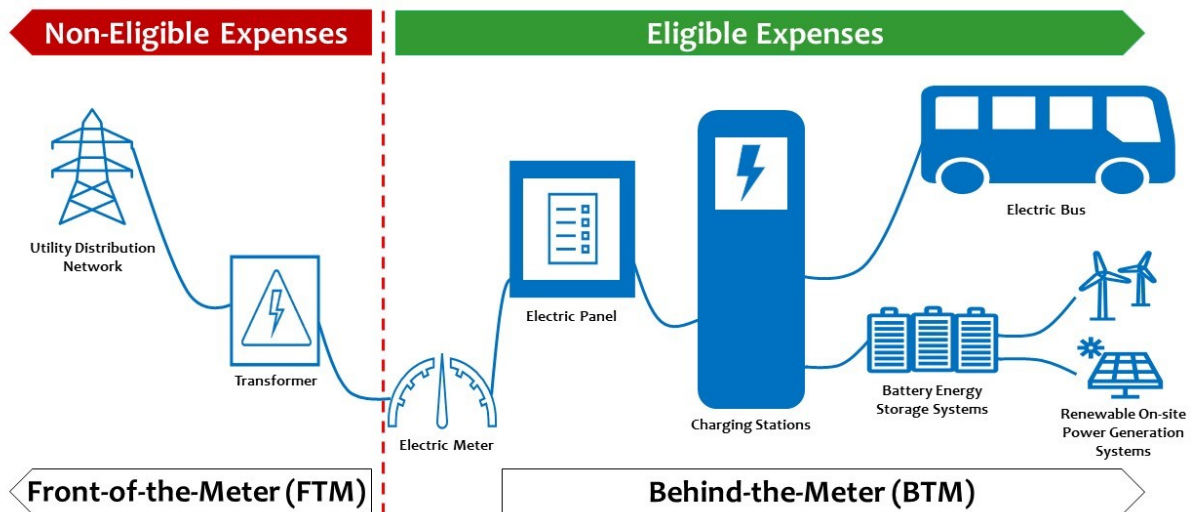 Non-Eligible Expenses
Eligible Expenses
Utility Distribution
Network
Transformer
Electric Meter
Electric Panel
Charging Stations
Electric Bus
Battery Energy
Storage Systems
Renewable On-site
Power Generation
Systems
Front-of-the-Meter (FTM)
Behind-the-Meter (BTM)